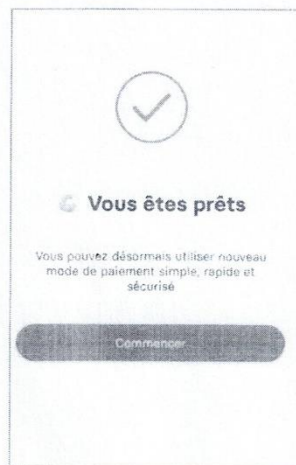 Vous êtes prêts
Vous pouvez désormais utiliser nouveau
mode de paiement simple, rapide et
sécurisé
Commencer